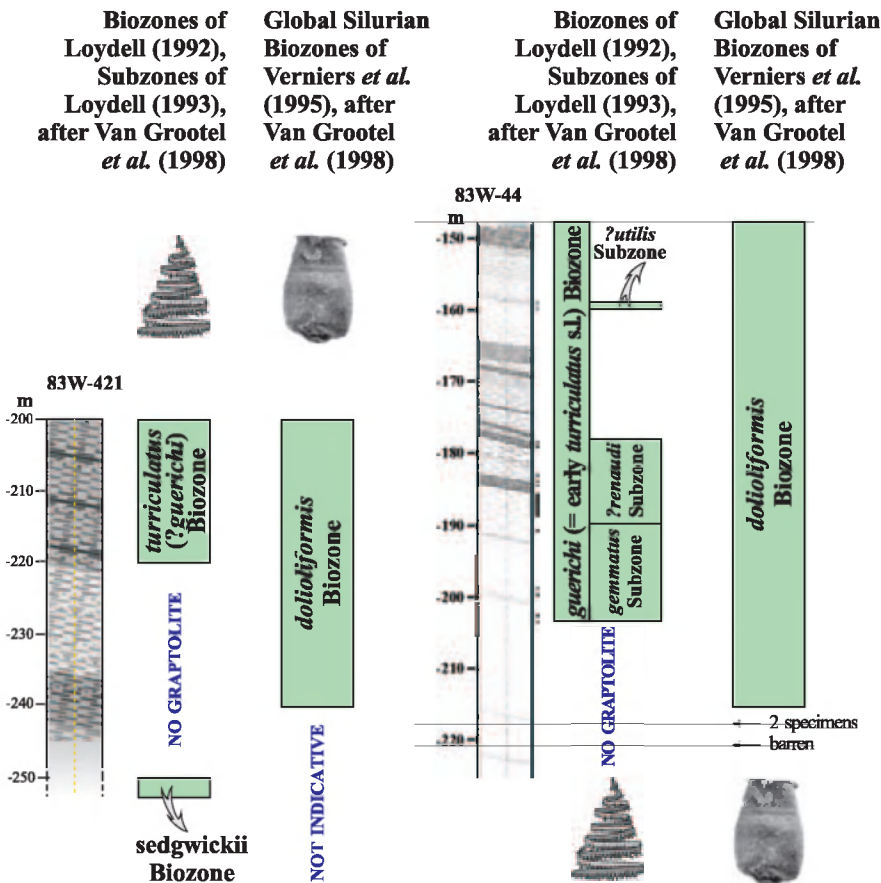 Biozones of
Loydell (1992),
Subzones of
Loydell (1993),
after Van Grootel
et al. (1998)
Global Silurian
Biozones of
Verniers et al.
(1995), after
Van Grootel
et al. (1998)
Biozones of
Loydell (1992),
Subzones of
Loydell (1993),
after Van Grootel
et al. (1998)
Global Silurian
Biozones of
Verniers et al.
(1995), after
Van Grootel
et al. (1998)
83W-421
m
-200
-210
-220
-230
-240
-250
turriculatus
(?guerichi)
Biozone
NO GRAPTOLITE
sedgwickii
Biozone
dolioliformis
Biozone
NOT INDICATIVE
83W-44
m
-150
-160
-170
-180
-190
-200
-210
-220
guerichi (= early turriculatus s.l.) Biozone
?utilis
Subzone
?renaudi
Subzone
gemmatus
Subzone
NO GRAPTOLITE
dolioliformis
Biozone
2 specimens
barren